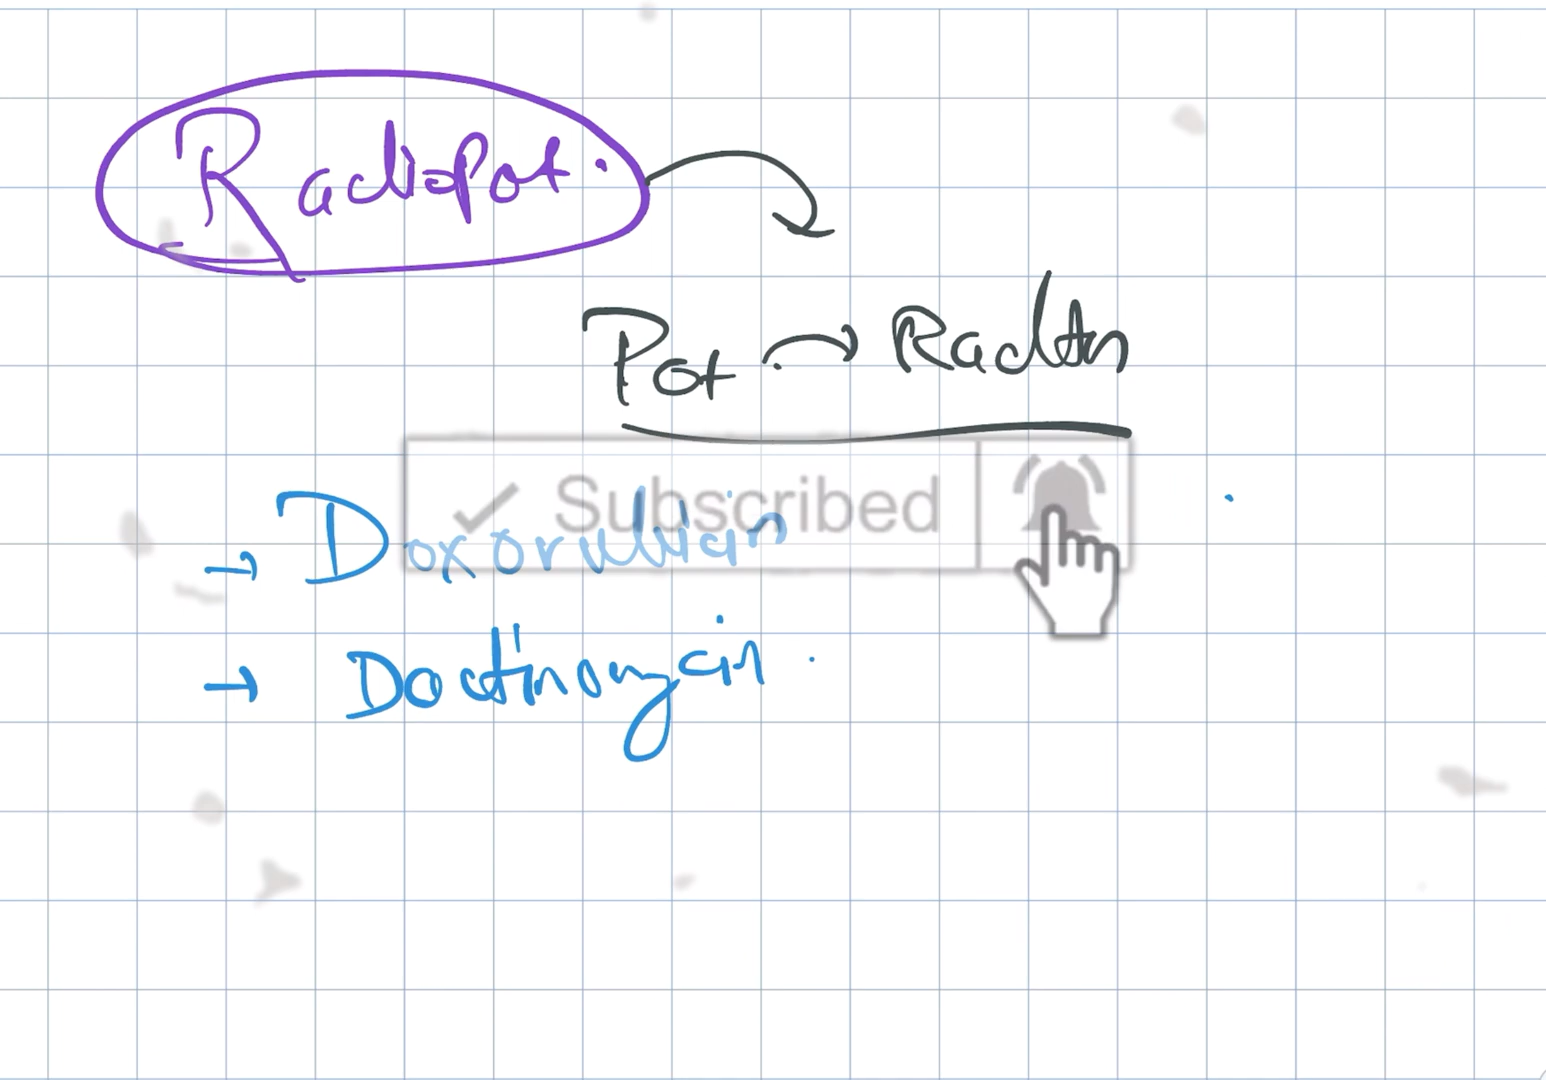 Radiopot.
Pot. → Radtn
Subscribed
→ Doxorubicin
→ Dactinomycin.